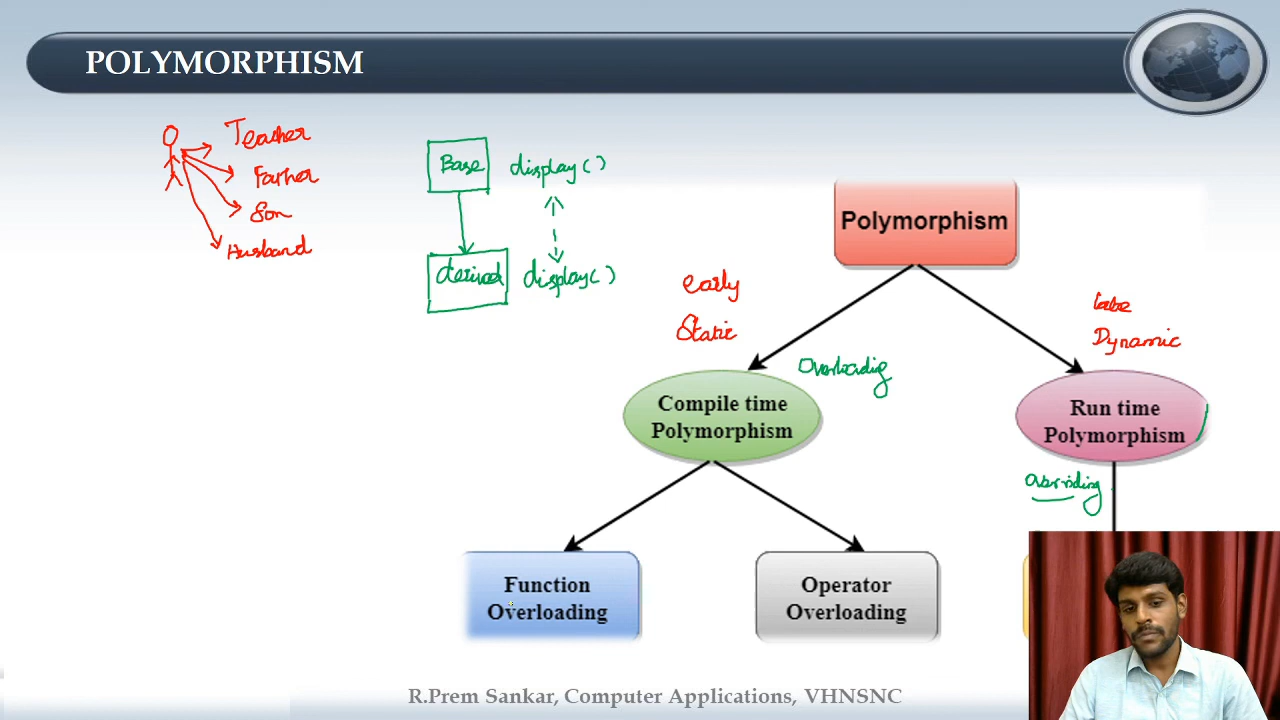 POLYMORPHISM
Teacher
Father
Son
Husband
Base display()
derived display()
Polymorphism
early
Static
late
Dynamic
Overloading
Compile time
Polymorphism
Run time
Polymorphism
Overriding
Function
Overloading
Operator
Overloading
R.Prem Sankar, Computer Applications, VHNSNC